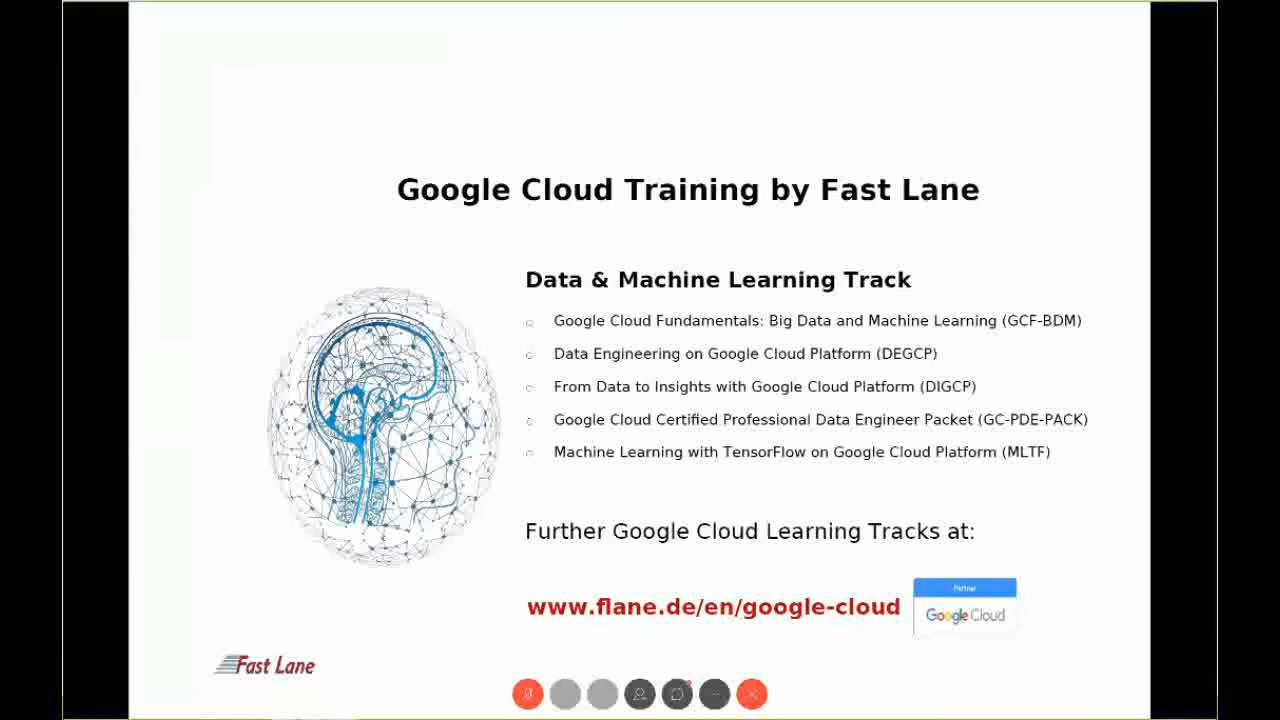 Google Cloud Training by Fast Lane
Data & Machine Learning Track
Google Cloud Fundamentals: Big Data and Machine Learning (GCF-BDM)
Data Engineering on Google Cloud Platform (DEGCP)
From Data to Insights with Google Cloud Platform (DIGCP)
Google Cloud Certified Professional Data Engineer Packet (GC-PDE-PACK)
Machine Learning with TensorFlow on Google Cloud Platform (MLTF)
Further Google Cloud Learning Tracks at:
www.flane.de/en/google-cloud
Partner
Google Cloud
Fast Lane